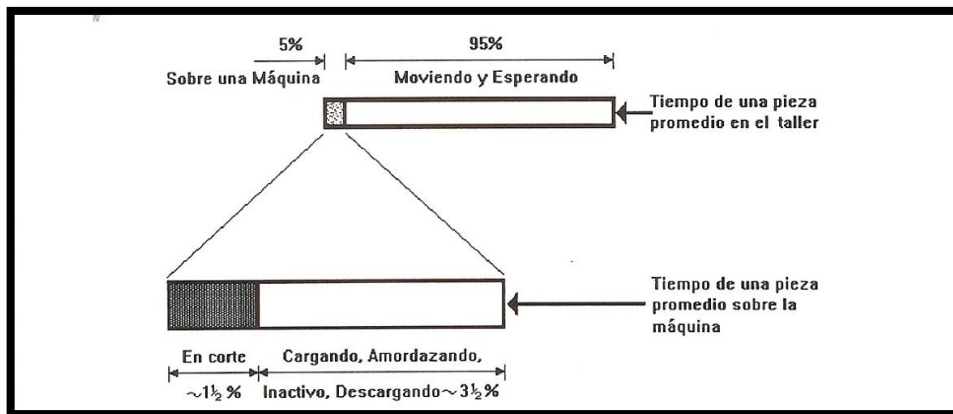 5%
95%
Sobre una Máquina
Moviendo y Esperando
Tiempo de una pieza
promedio en el taller
Tiempo de una pieza
promedio sobre la
máquina
En corte
Cargando, Amordazando,
~1½ %
Inactivo, Descargando ~ 3½ %